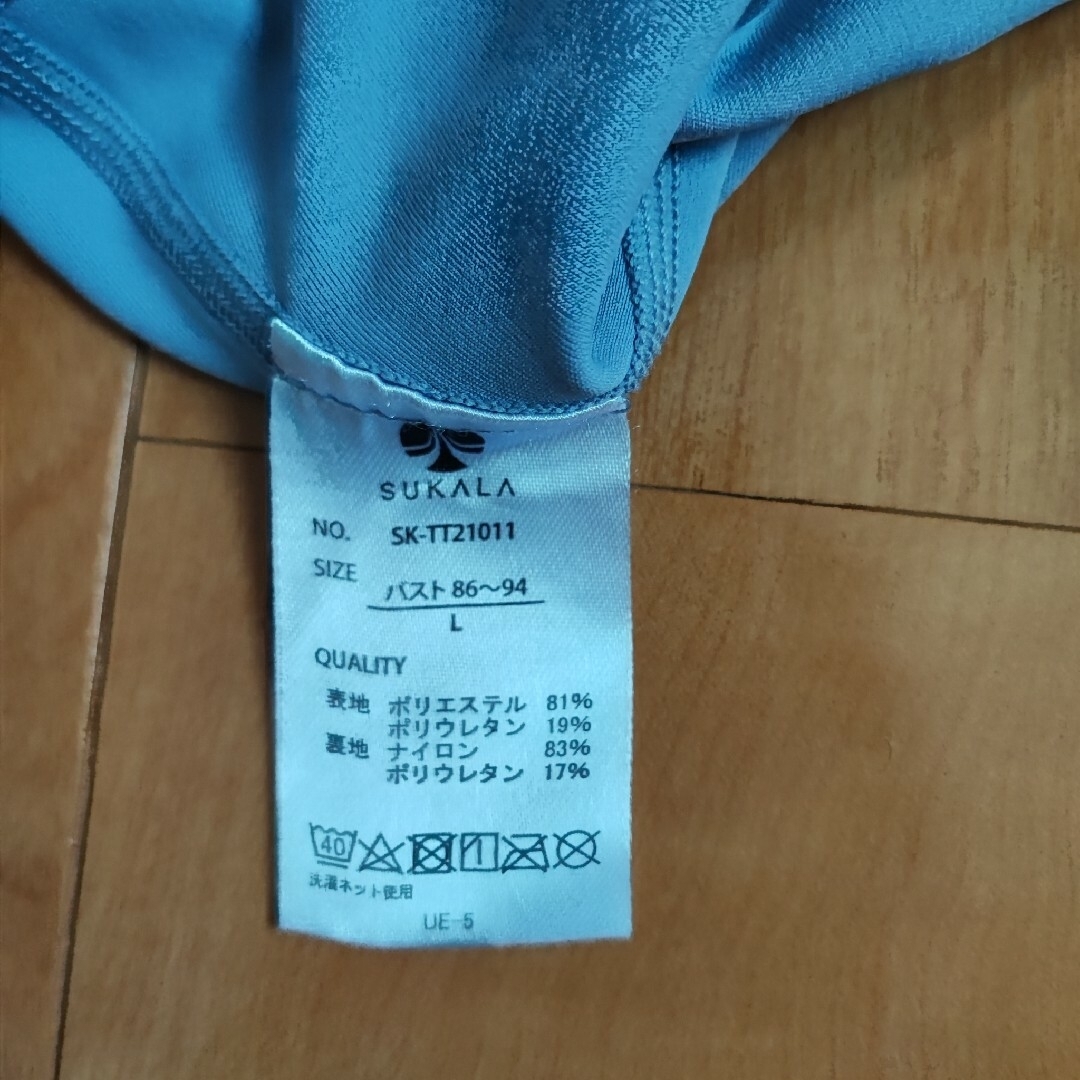 SUKALA
NO. SK-TT21011
SIZE バスト 86〜94
L
QUALITY
表地 ポリエステル 81%
ポリウレタン 19%
裏地 ナイロン 83%
ポリウレタン 17%
40
洗濯ネット使用
UE-5